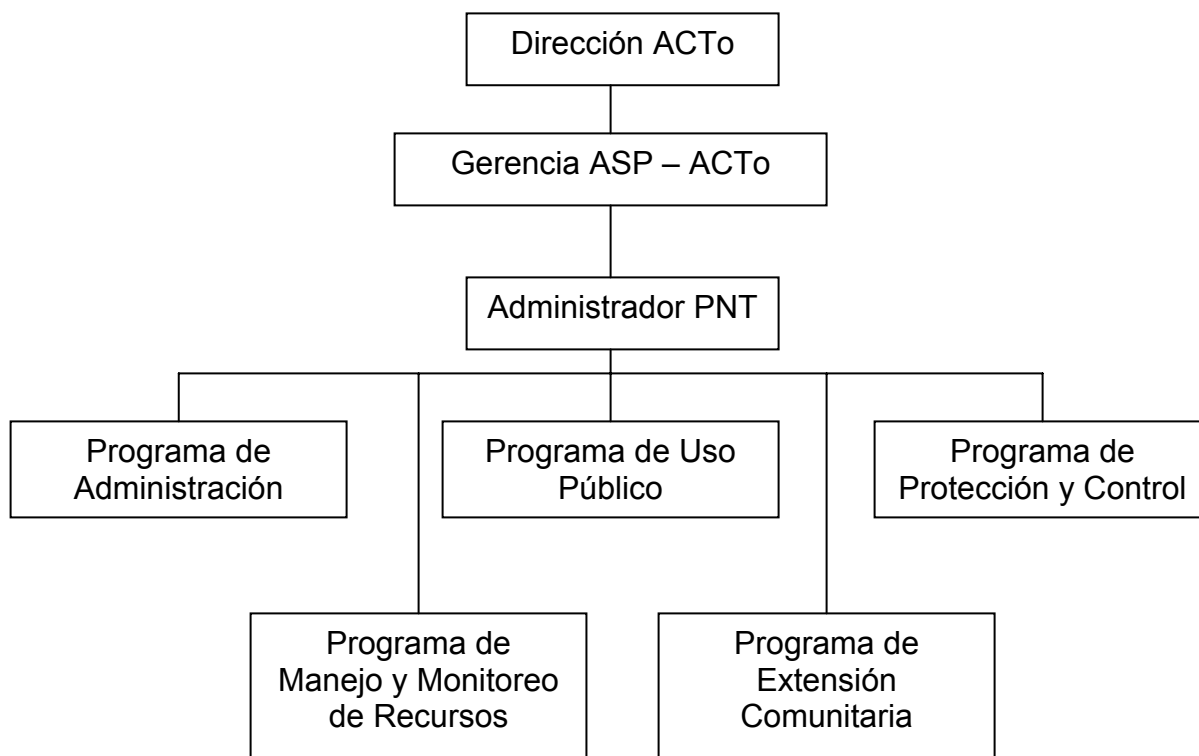 Dirección ACTo
Gerencia ASP – ACTo
Administrador PNT
Programa de
Administración
Programa de Uso
Público
Programa de
Protección y Control
Programa de
Manejo y Monitoreo
de Recursos
Programa de
Extensión
Comunitaria